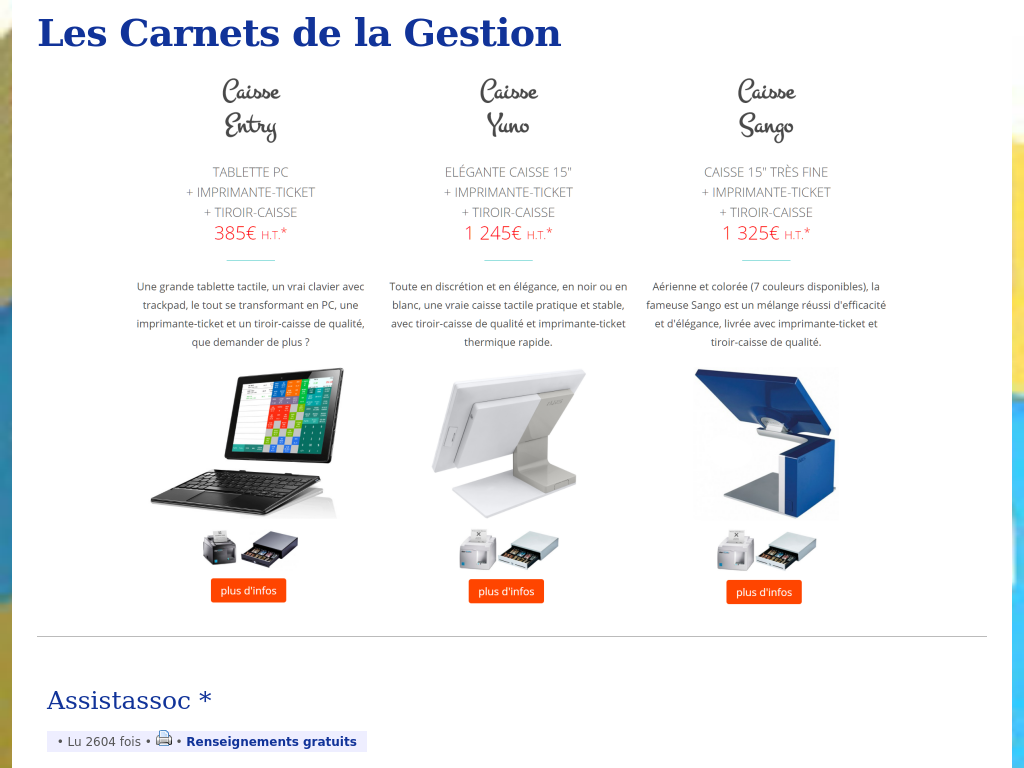 Les Carnets de la Gestion
Caisse
Entry
TABLETTE PC
+ IMPRIMANTE-TICKET
+ TIROIR-CAISSE
385€ H.T.*
Une grande tablette tactile, un vrai clavier avec
trackpad, le tout se transformant en PC, une
imprimante-ticket et un tiroir-caisse de qualité,
que demander de plus ?
plus d'infos
Caisse
Yuno
ELÉGANTE CAISSE 15"
+ IMPRIMANTE-TICKET
+ TIROIR-CAISSE
1 245€ H.T.*
Toute en discrétion et en élégance, en noir ou en
blanc, une vraie caisse tactile pratique et stable,
avec tiroir-caisse de qualité et imprimante-ticket
thermique rapide.
plus d'infos
Caisse
Sango
CAISSE 15" TRÈS FINE
+ IMPRIMANTE-TICKET
+ TIROIR-CAISSE
1 325€ H.T.*
Aérienne et colorée (7 couleurs disponibles), la
fameuse Sango est un mélange réussi d'efficacité
et d'élégance, livrée avec imprimante-ticket et
tiroir-caisse de qualité.
plus d'infos
Assistassoc *
• Lu 2604 fois • • Renseignements gratuits